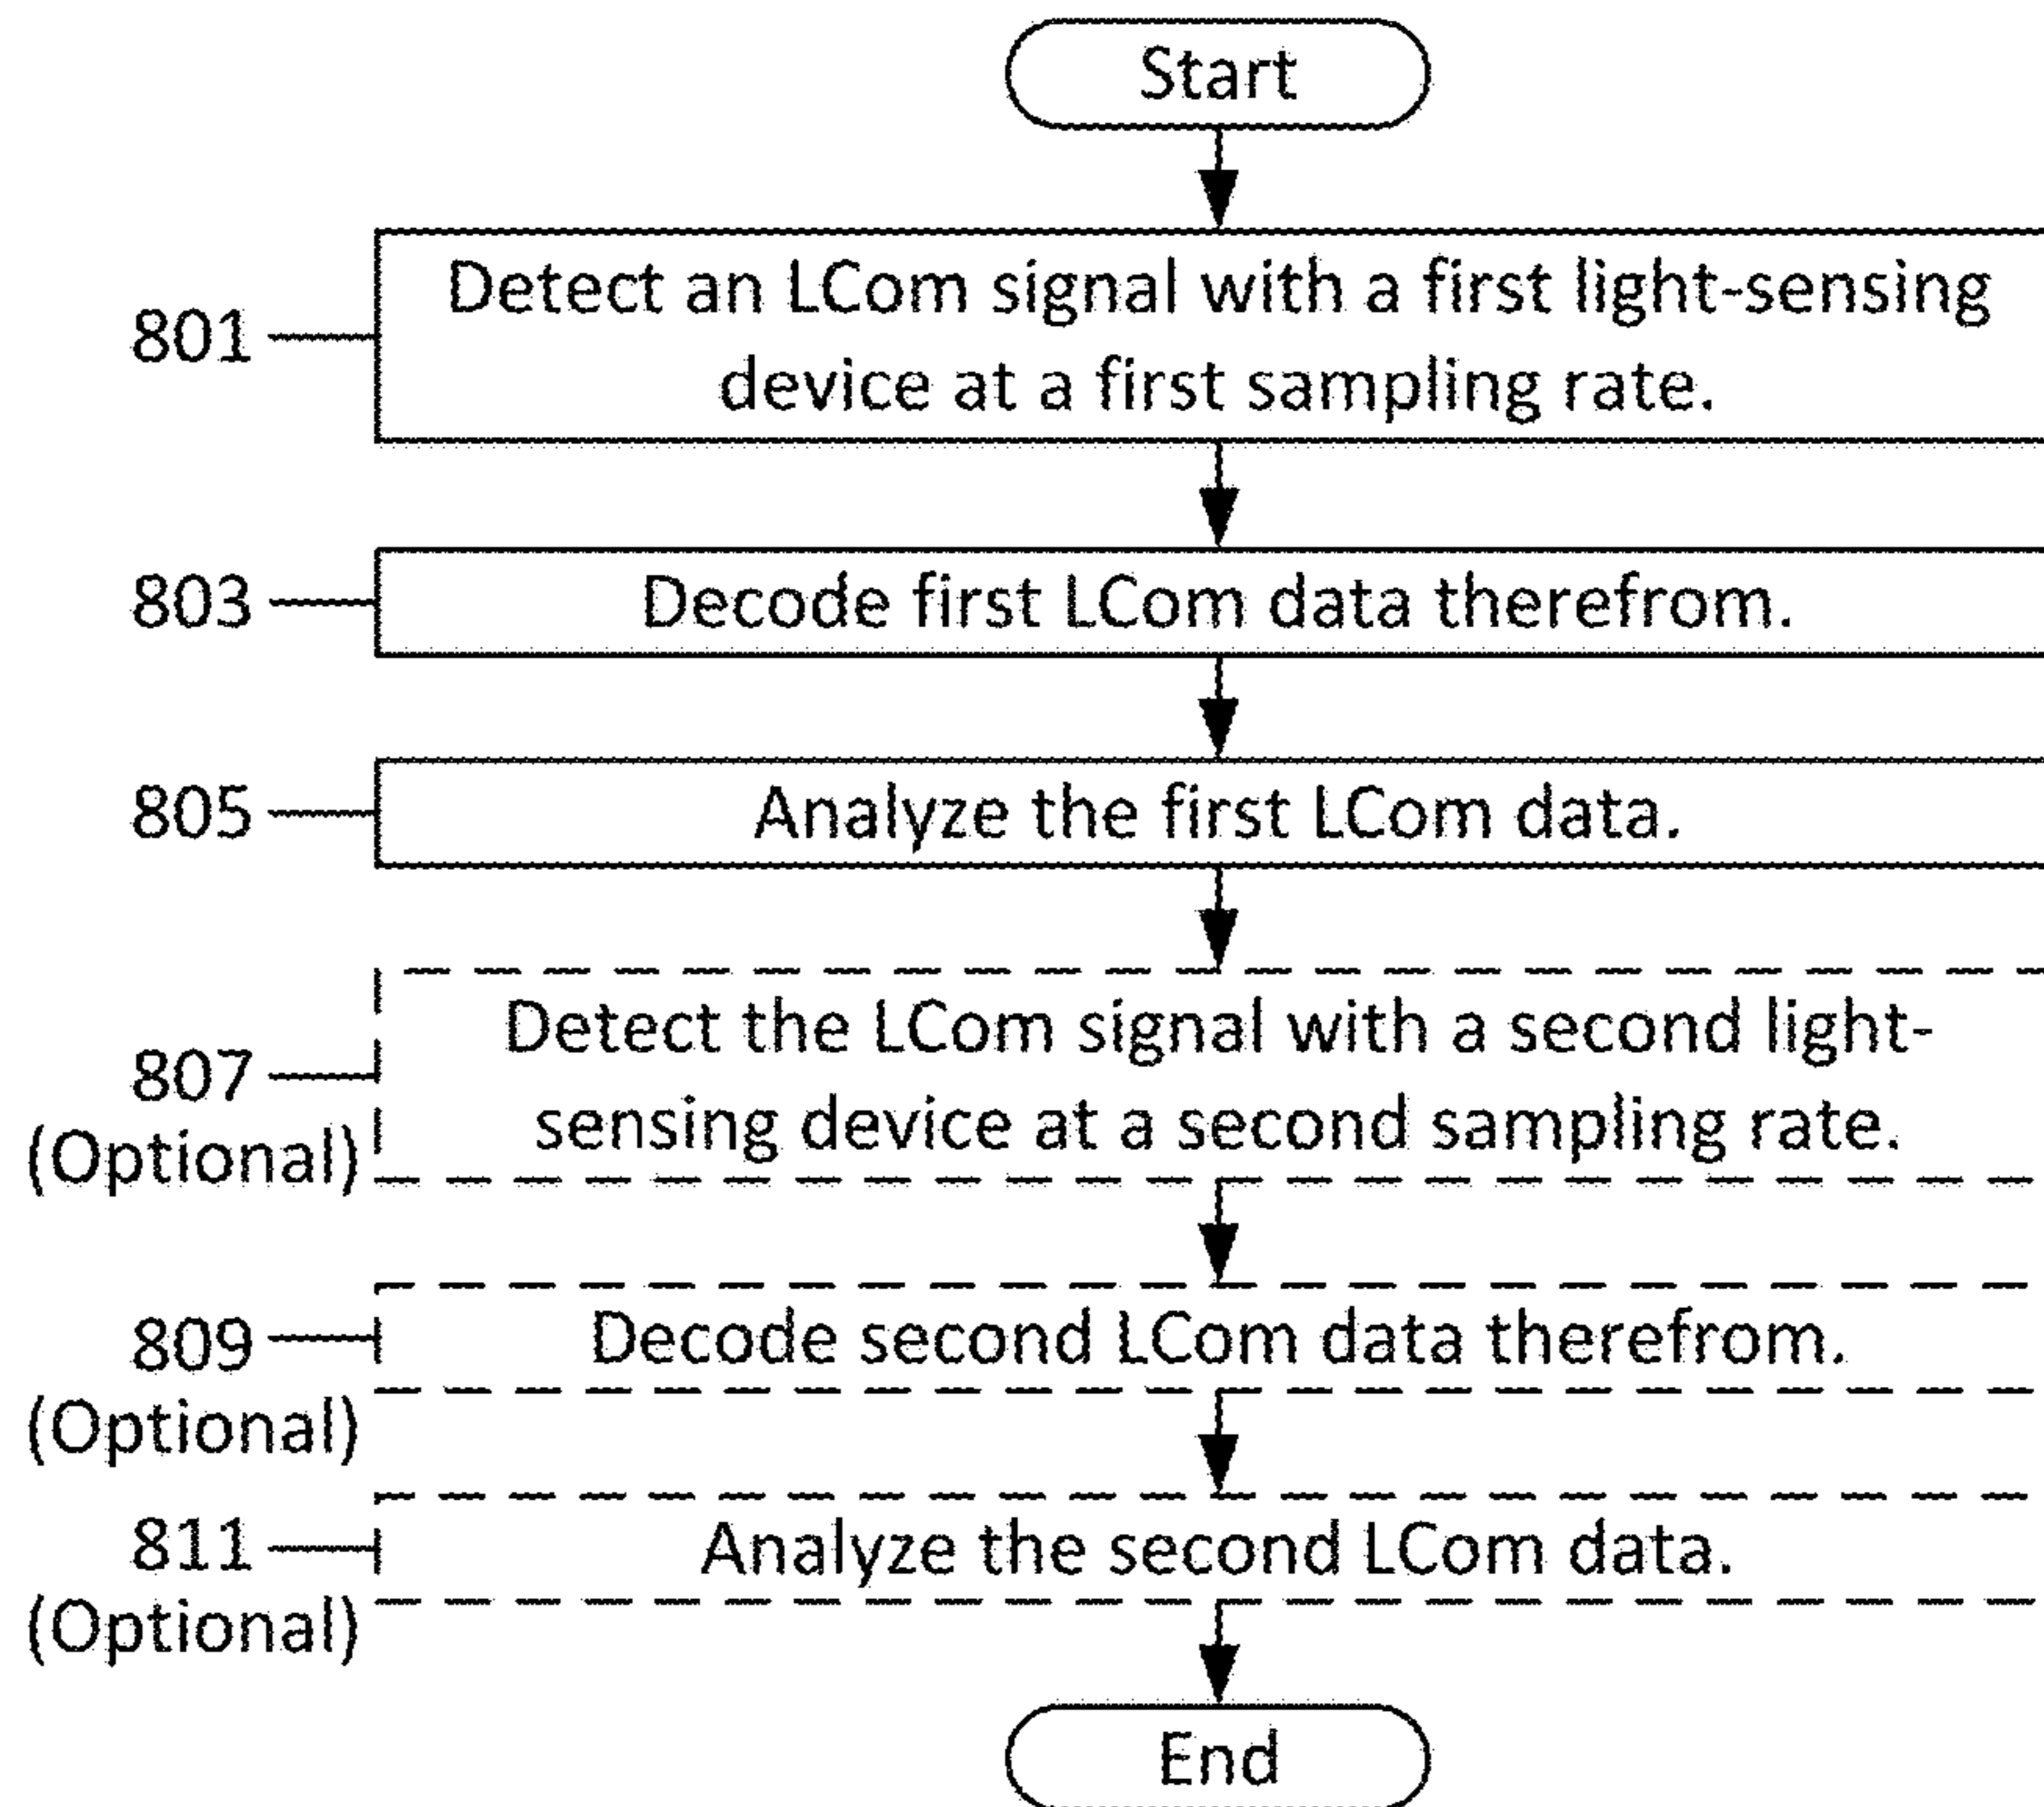 Start
801
Detect an LCom signal with a first light-sensing
device at a first sampling rate.
803
Decode first LCom data therefrom.
805
Analyze the first LCom data.
807
(Optional)
Detect the LCom signal with a second light-
sensing device at a second sampling rate.
809
(Optional)
Decode second LCom data therefrom.
811
(Optional)
Analyze the second LCom data.
End